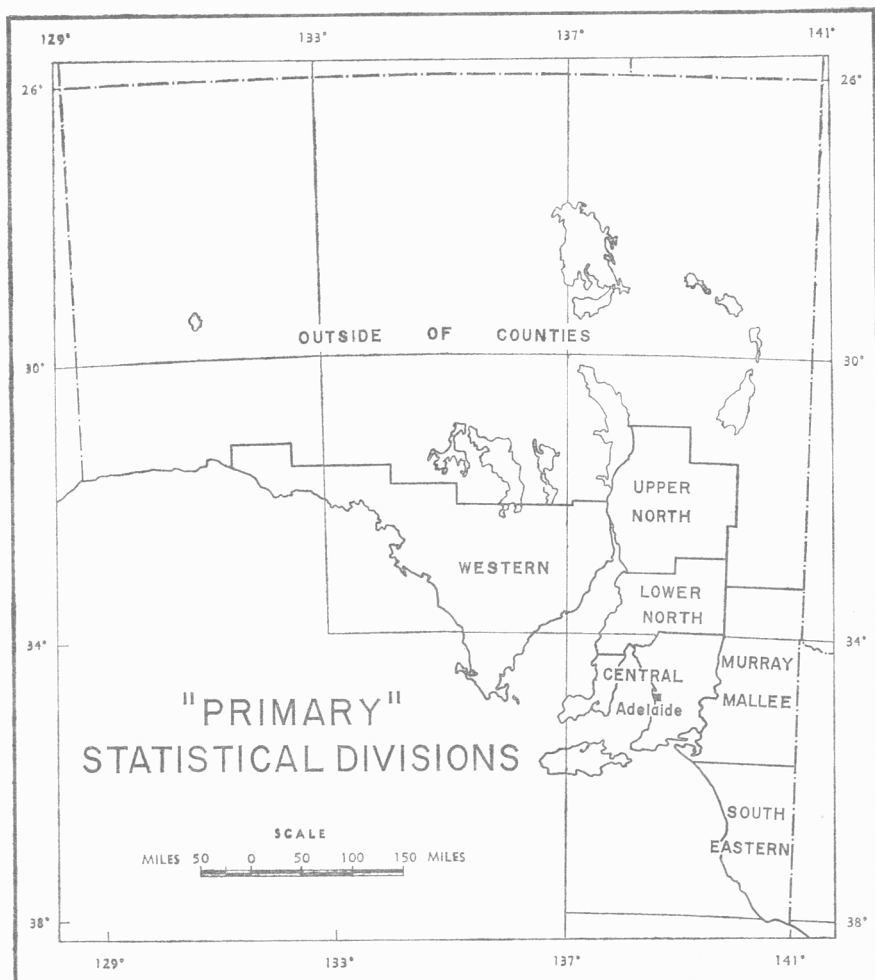 129° 133° 137° 141°
26° 26°
OUTSIDE OF COUNTIES
30° 30°
UPPER
NORTH
WESTERN
LOWER
NORTH
34° 34°
CENTRAL
Adelaide
MURRAY
MALLEE
"PRIMARY"
STATISTICAL DIVISIONS
SOUTH
EASTERN
SCALE
MILES 50 0 50 100 150 MILES
38° 38°
129° 133° 137° 141°